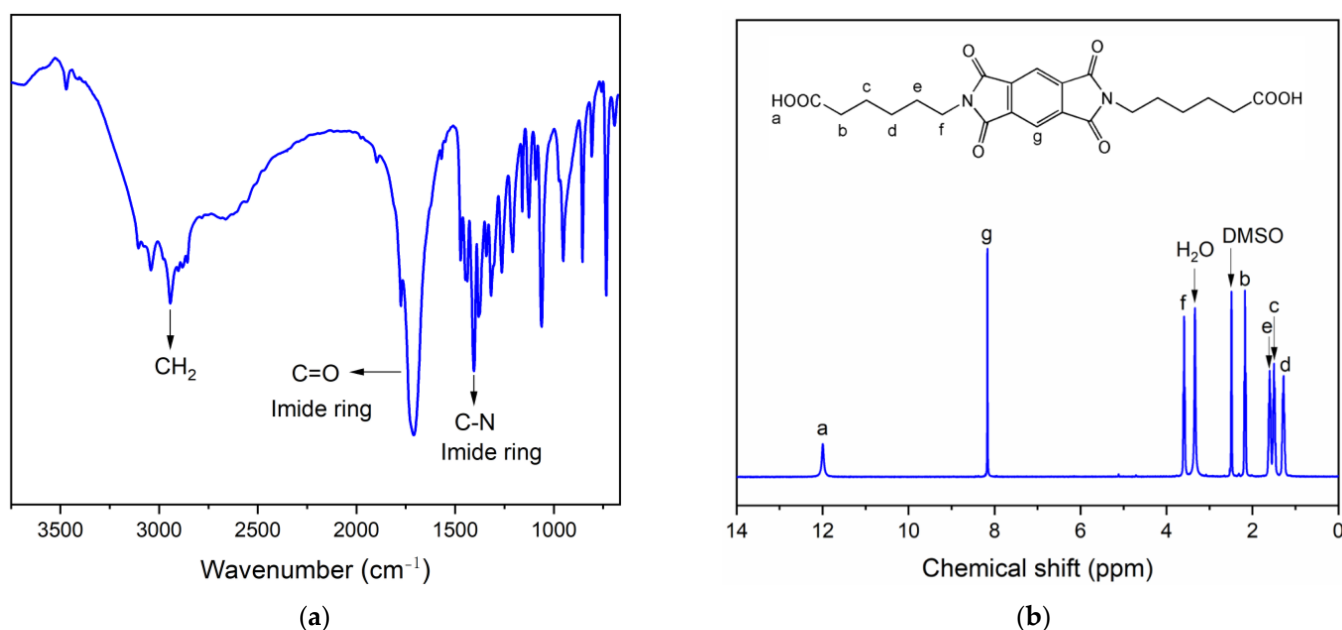 CH₂
C=O
Imide ring
C-N
Imide ring
3500 3000 2500 2000 1500 1000
Wavenumber (cm⁻¹)
(a)
O O
HOOC c e N N COOH
a b d f g
O O
g
H₂O
DMSO
f b
e c
d
a
14 12 10 8 6 4 2 0
Chemical shift (ppm)
(b)